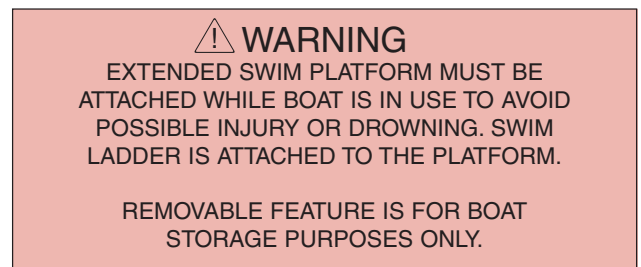 ⚠ WARNING
EXTENDED SWIM PLATFORM MUST BE
ATTACHED WHILE BOAT IS IN USE TO AVOID
POSSIBLE INJURY OR DROWNING. SWIM
LADDER IS ATTACHED TO THE PLATFORM.
REMOVABLE FEATURE IS FOR BOAT
STORAGE PURPOSES ONLY.